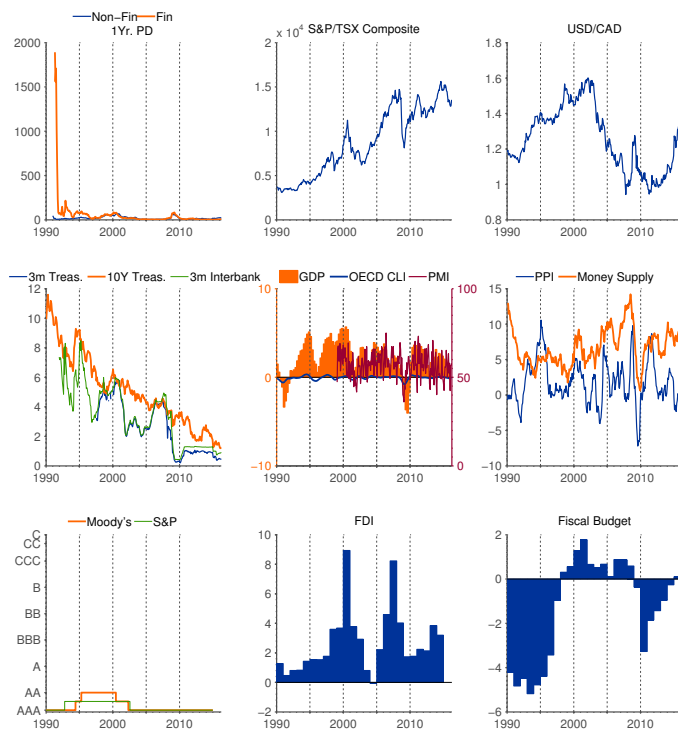 Non-Fin Fin
1Yr. PD
2000
1500
1000
500
0
1990 2000 2010
S&P/TSX Composite
2 x 10⁴
1.5
1
0.5
0
1990 2000 2010
USD/CAD
1.8
1.6
1.4
1.2
1
0.8
1990 2000 2010
3m Treas. 10Y Treas. 3m Interbank
12
10
8
6
4
2
0
1990 2000 2010
GDP OECD CLI PMI
10 100
0 50
−10 0
1990 2000 2010
PPI Money Supply
15
10
5
0
−5
−10
1990 2000 2010
Moody's S&P
C
CC
CCC
B
BB
BBB
A
AA
AAA
1990 2000 2010
FDI
10
8
6
4
2
0
−2
1990 2000 2010
Fiscal Budget
2
0
−2
−4
−6
1990 2000 2010